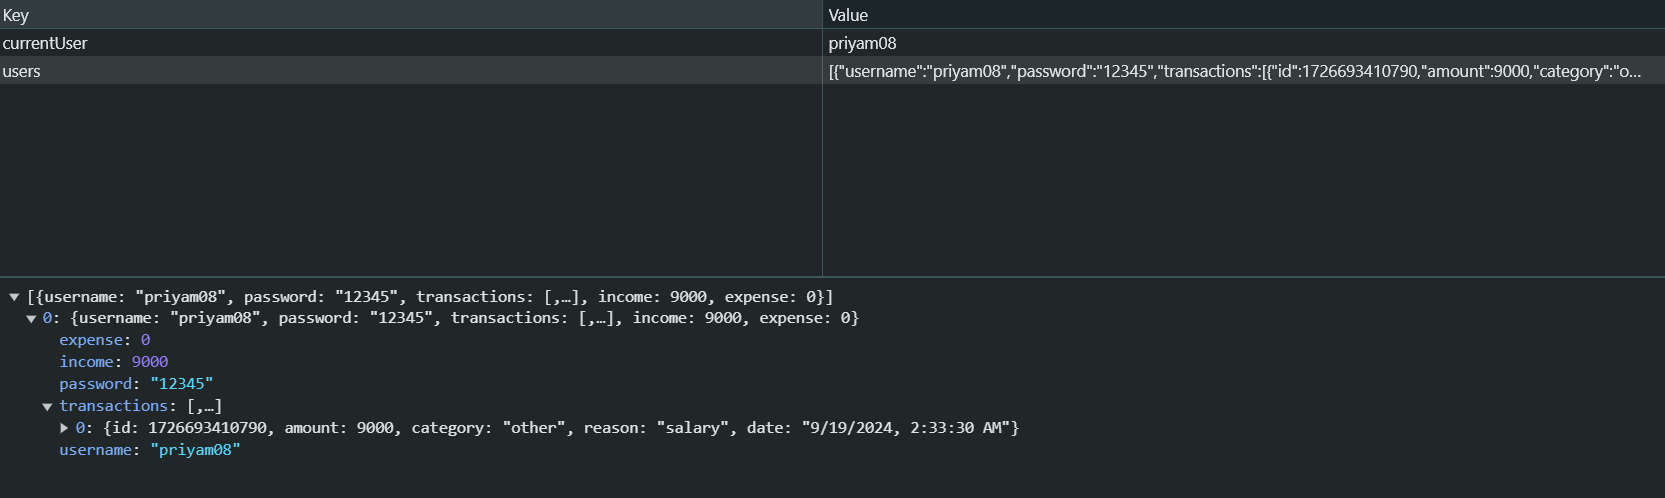 Key Value
currentUser priyam08
users [{"username":"priyam08","password":"12345","transactions":[{"id":1726693410790,"amount":9000,"category":"o...
[{username: "priyam08", password: "12345", transactions: [,…], income: 9000, expense: 0}]
0: {username: "priyam08", password: "12345", transactions: [,…], income: 9000, expense: 0}
expense: 0
income: 9000
password: "12345"
transactions: [,…]
0: {id: 1726693410790, amount: 9000, category: "other", reason: "salary", date: "9/19/2024, 2:33:30 AM"}
username: "priyam08"